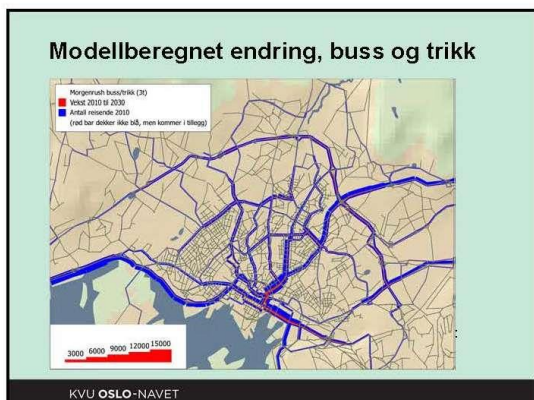 Modellberegnet endring, buss og trikk
Morgenrush buss/trikk (3t)
Vekst 2010 til 2030
Antall reisende 2010
(rød bar dekker ikke blå, men kommer i tillegg)
3000 6000 9000 12000 15000
KVU OSLO-NAVET